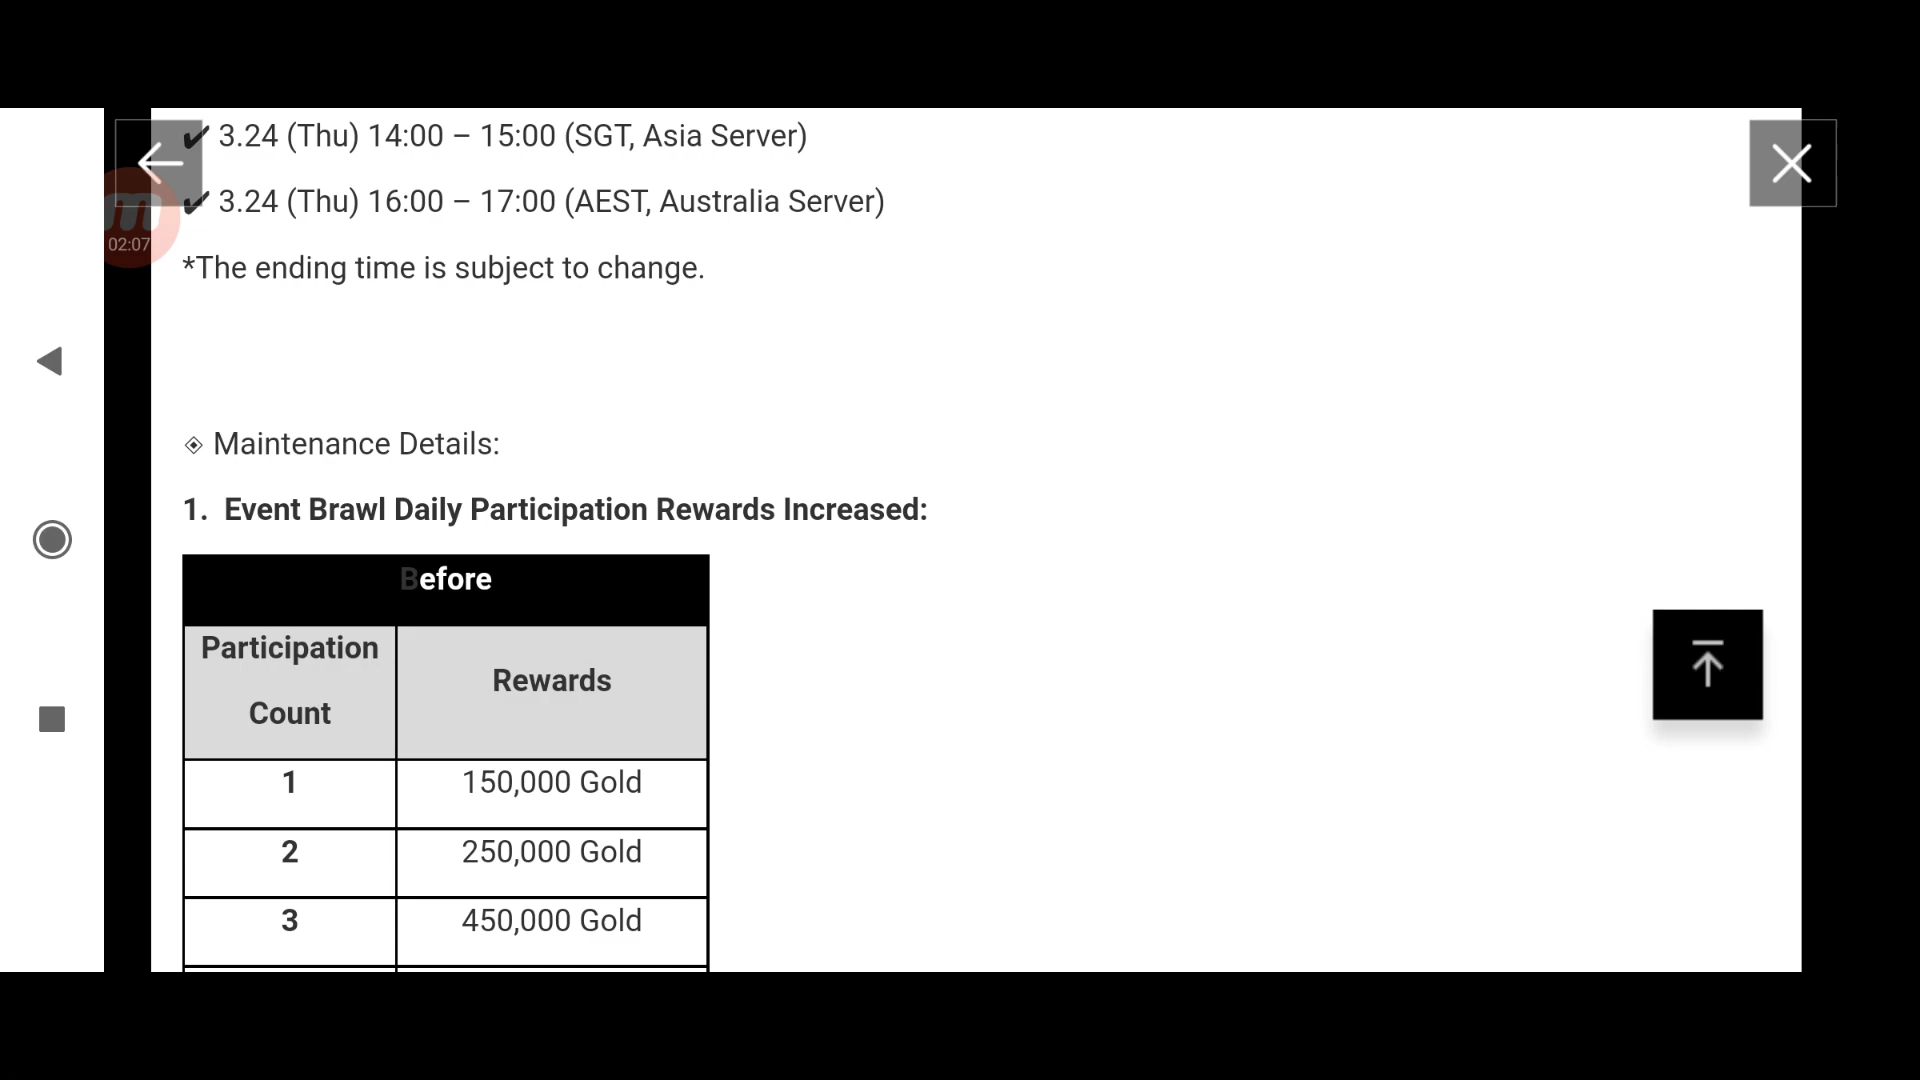 ✔ 3.24 (Thu) 14:00 – 15:00 (SGT, Asia Server)
✔ 3.24 (Thu) 16:00 – 17:00 (AEST, Australia Server)
02:07
*The ending time is subject to change.
◈ Maintenance Details:
1. Event Brawl Daily Participation Rewards Increased:
Before
Participation Count
Rewards
1 150,000 Gold
2 250,000 Gold
3 450,000 Gold